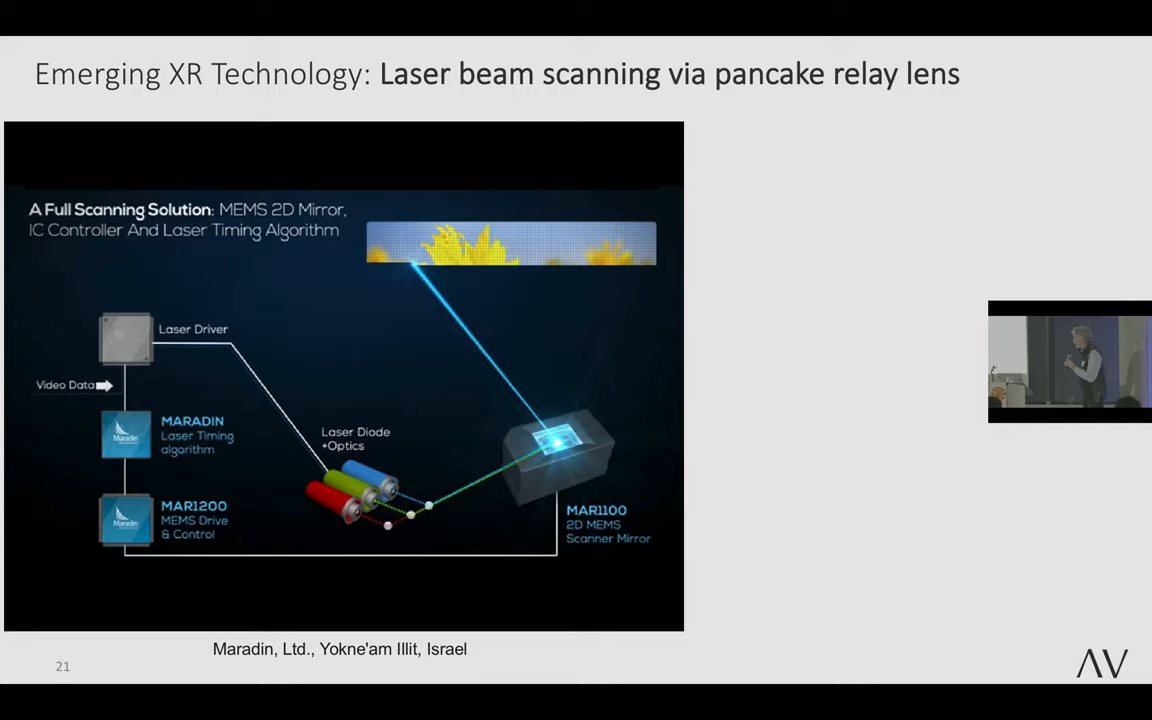 Emerging XR Technology: Laser beam scanning via pancake relay lens
A Full Scanning Solution: MEMS 2D Mirror,
IC Controller And Laser Timing Algorithm
Laser Driver
Video Data
MARADIN
Laser Timing
algorithm
Maradin
Laser Diode
+Optics
MAR1200
MEMS Drive
& Control
Maradin
MAR1100
2D MEMS
Scanner Mirror
Maradin, Ltd., Yokne'am Illit, Israel
21
AV